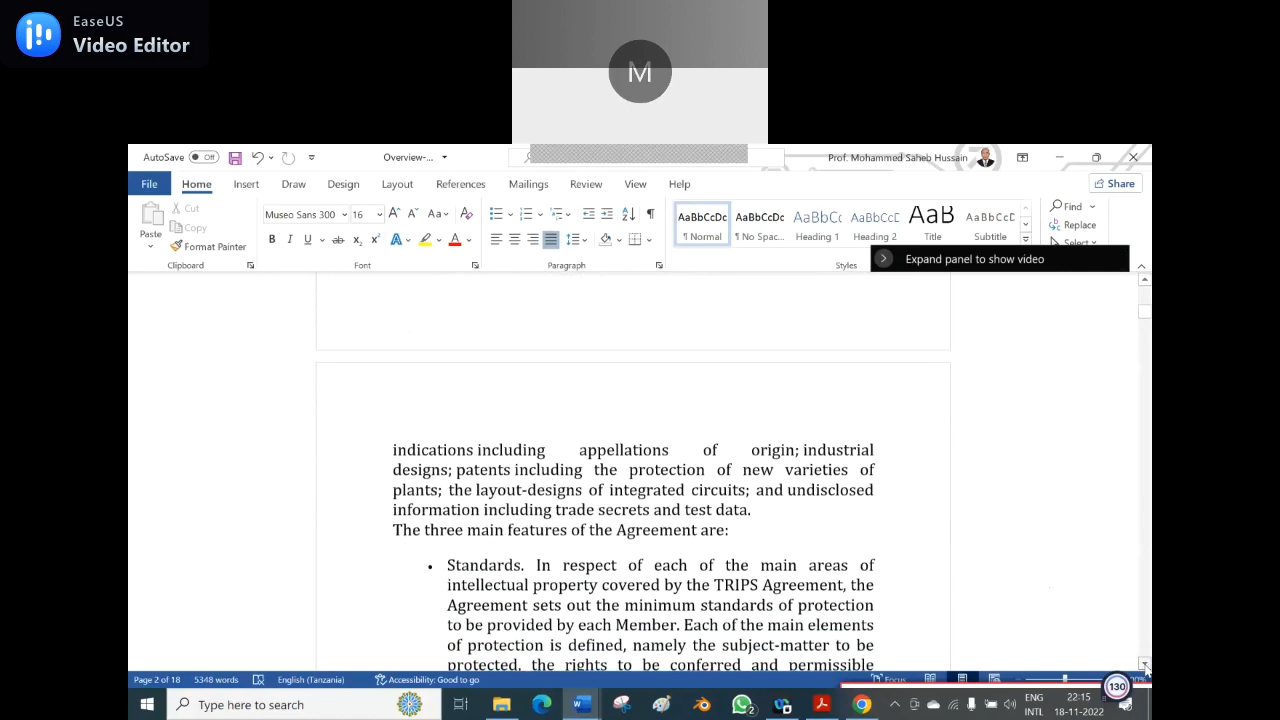 EaseUS
Video Editor
M
AutoSave Off
Overview-...
Prof. Mohammed Saheb Hussain
File Home Insert Draw Design Layout References Mailings Review View Help
Share
Paste
Cut
Copy
Format Painter
Clipboard
Museo Sans 300 16
Font
Paragraph
AaBbCcDc AaBbCcDc AaBbCc AaBbCcD AaB AaBbCcD
¶ Normal ¶ No Spac... Heading 1 Heading 2 Title Subtitle
Styles
Find
Replace
Select
Expand panel to show video
indications including appellations of origin; industrial
designs; patents including the protection of new varieties of
plants; the layout-designs of integrated circuits; and undisclosed
information including trade secrets and test data.
The three main features of the Agreement are:
• Standards. In respect of each of the main areas of
intellectual property covered by the TRIPS Agreement, the
Agreement sets out the minimum standards of protection
to be provided by each Member. Each of the main elements
of protection is defined, namely the subject-matter to be
protected, the rights to be conferred and permissible
Page 2 of 18 5348 words English (Tanzania) Accessibility: Good to go Focus
130
Type here to search
2
ENG
INTL
22:15
18-11-2022